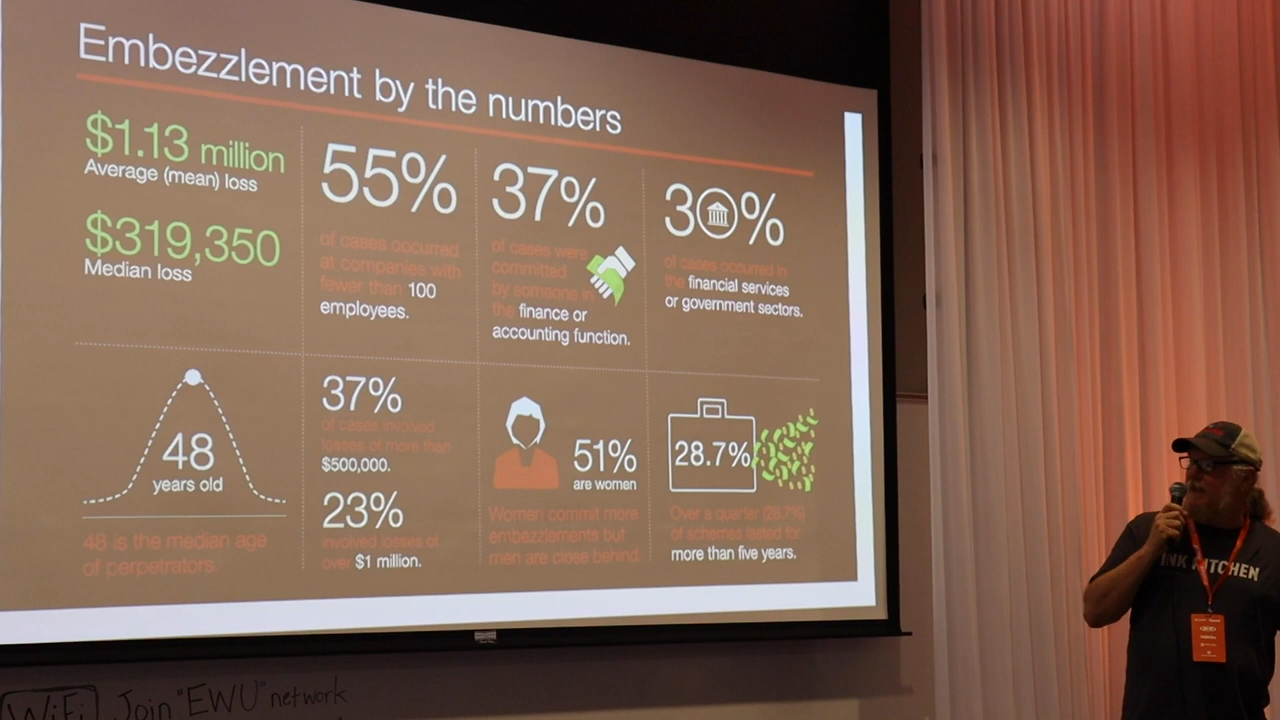 Embezzlement by the numbers
$1.13 million
Average (mean) loss
$319,350
Median loss
55%
of cases occurred
at companies with
fewer than 100
employees.
37%
of cases were
committed
by someone in
the finance or
accounting function.
30%
of cases occurred in
the financial services
or government sectors.
48
years old
48 is the median age
of perpetrators.
37%
of cases involved
losses of more than
$500,000.
23%
involved losses of
over $1 million.
51%
are women
Women commit more
embezzlements but
men are close behind.
28.7%
Over a quarter (28.7%)
of schemes lasted for
more than five years.
INK KITCHEN
WiFi Join "EWU" network